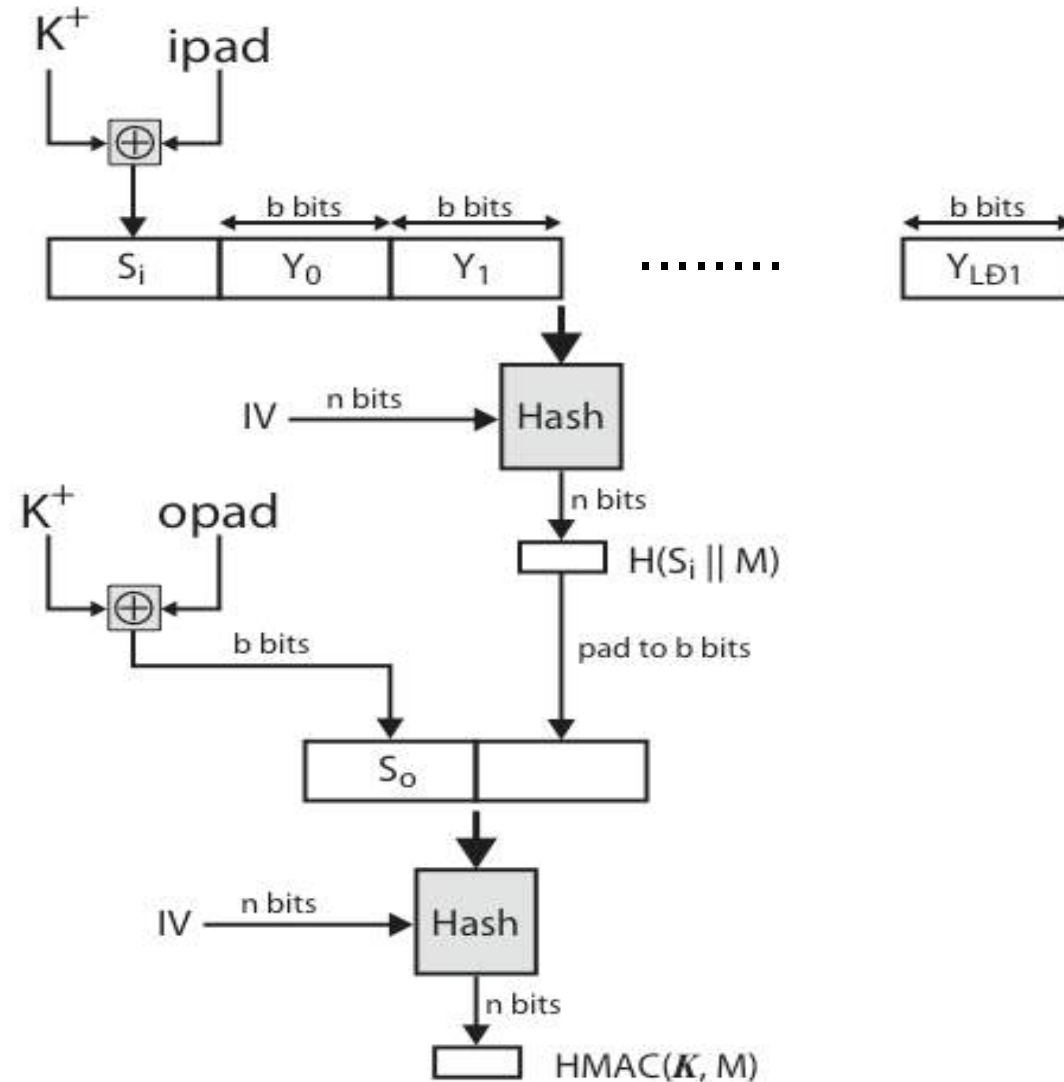 K+ ipad
b bits b bits b bits
Si Y0 Y1 ........ YLĐ1
IV n bits Hash
n bits
K+ opad
H(Si || M)
b bits
pad to b bits
So
IV n bits Hash
n bits
HMAC(K, M)